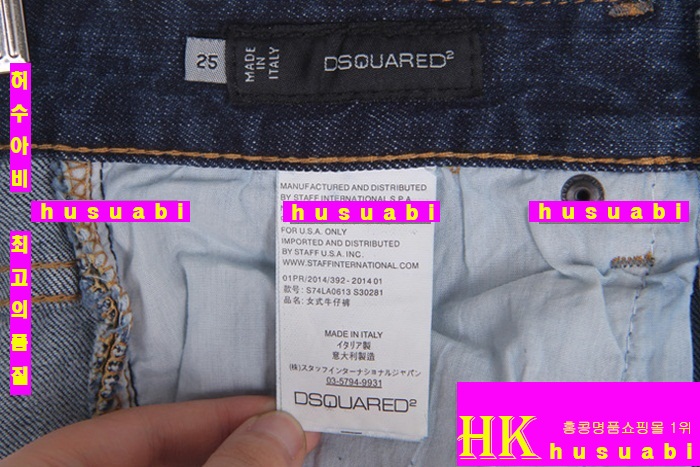 25
MADE
IN
ITALY
DSQUARED²
허수아비
최고의품질
MANUFACTURED AND DISTRIBUTED
BY STAFF INTERNATIONAL S.P.A.
husuabi
husuabi
husuabi
FOR U.S.A. ONLY
IMPORTED AND DISTRIBUTED
BY STAFF U.S.A. INC.
WWW.STAFFINTERNATIONAL.COM
01PR/2014/392-2014 01
款号: S74LA0613 S30281
品名: 女式牛仔裤
MADE IN ITALY
イタリア製
意大利製造
(株)スタッフインターナショナルジャパン
03-5794-9931
DSQUARED²
HK
홍콩명품쇼핑몰 1위
husuabi